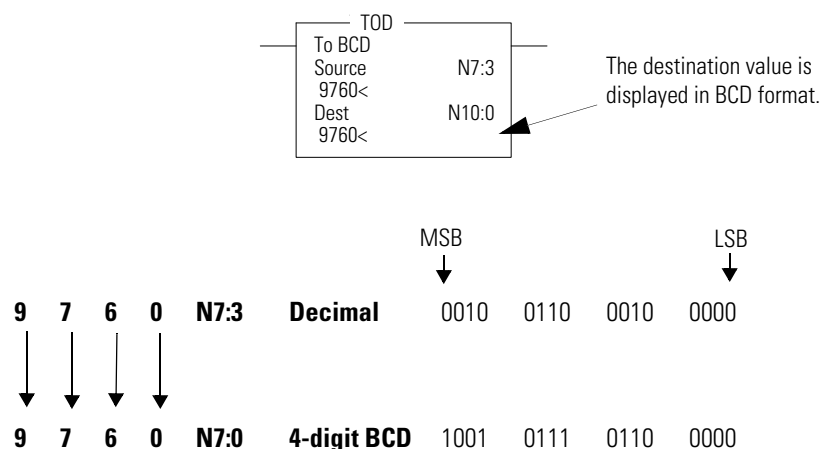 TOD
To BCD
Source N7:3
9760<
Dest N10:0
9760<
The destination value is
displayed in BCD format.
MSB LSB
9 7 6 0 N7:3 Decimal 0010 0110 0010 0000
9 7 6 0 N7:0 4-digit BCD 1001 0111 0110 0000